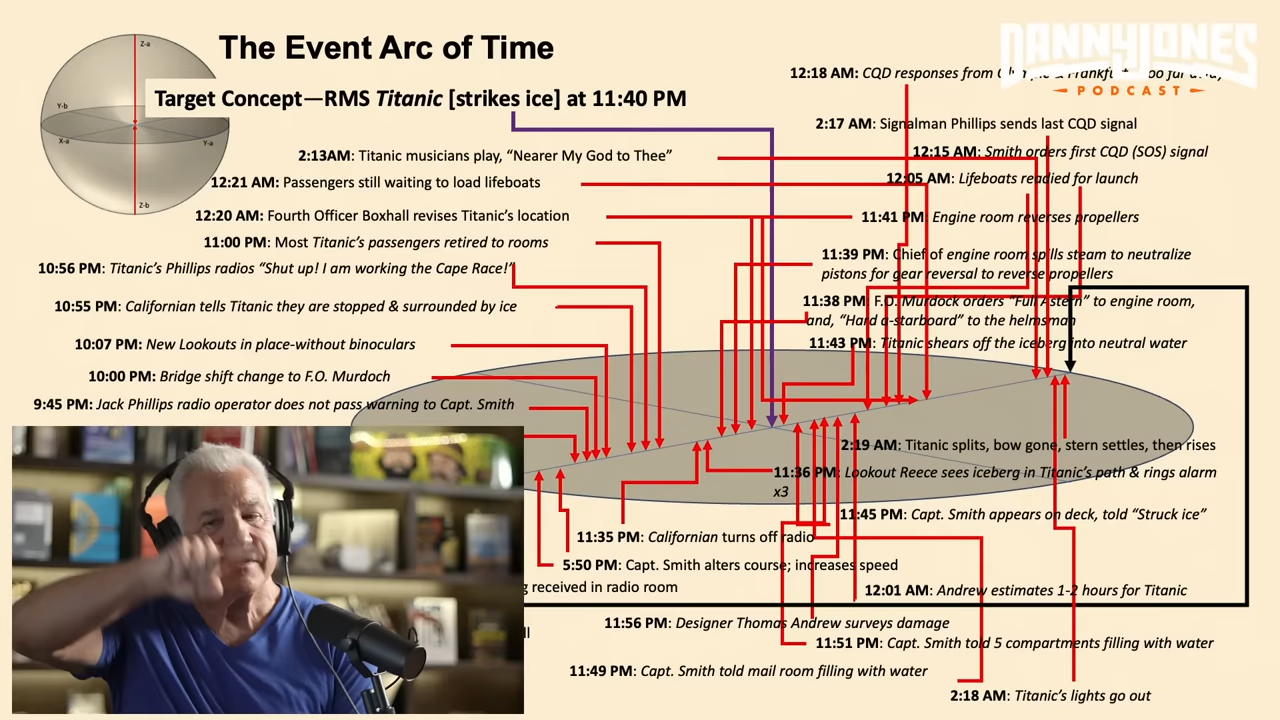 The Event Arc of Time
DANNY JONES
PODCAST
Target Concept—RMS Titanic [strikes ice] at 11:40 PM
Z-a
Y-b
X-a
Y-a
Z-b
12:18 AM: CQD responses from Olympic & Frankfurt—too far away
2:17 AM: Signalman Phillips sends last CQD signal
12:15 AM: Smith orders first CQD (SOS) signal
12:05 AM: Lifeboats readied for launch
2:13AM: Titanic musicians play, “Nearer My God to Thee”
12:21 AM: Passengers still waiting to load lifeboats
12:20 AM: Fourth Officer Boxhall revises Titanic’s location
11:00 PM: Most Titanic’s passengers retired to rooms
10:56 PM: Titanic’s Phillips radios “Shut up! I am working the Cape Race!”
10:55 PM: Californian tells Titanic they are stopped & surrounded by ice
10:07 PM: New Lookouts in place-without binoculars
10:00 PM: Bridge shift change to F.O. Murdoch
9:45 PM: Jack Phillips radio operator does not pass warning to Capt. Smith
11:41 PM: Engine room reverses propellers
11:39 PM: Chief of engine room spills steam to neutralize
pistons for gear reversal to reverse propellers
11:38 PM: F.O. Murdock orders “Full Astern” to engine room,
and, “Hard a-starboard” to the helmsman
11:43 PM: Titanic shears off the iceberg into neutral water
2:19 AM: Titanic splits, bow gone, stern settles, then rises
11:36 PM: Lookout Reece sees iceberg in Titanic’s path & rings alarm
x3
11:45 PM: Capt. Smith appears on deck, told “Struck ice”
11:35 PM: Californian turns off radio
5:50 PM: Capt. Smith alters course; increases speed
g received in radio room
12:01 AM: Andrew estimates 1-2 hours for Titanic
11:56 PM: Designer Thomas Andrew surveys damage
11:51 PM: Capt. Smith told 5 compartments filling with water
11:49 PM: Capt. Smith told mail room filling with water
2:18 AM: Titanic’s lights go out